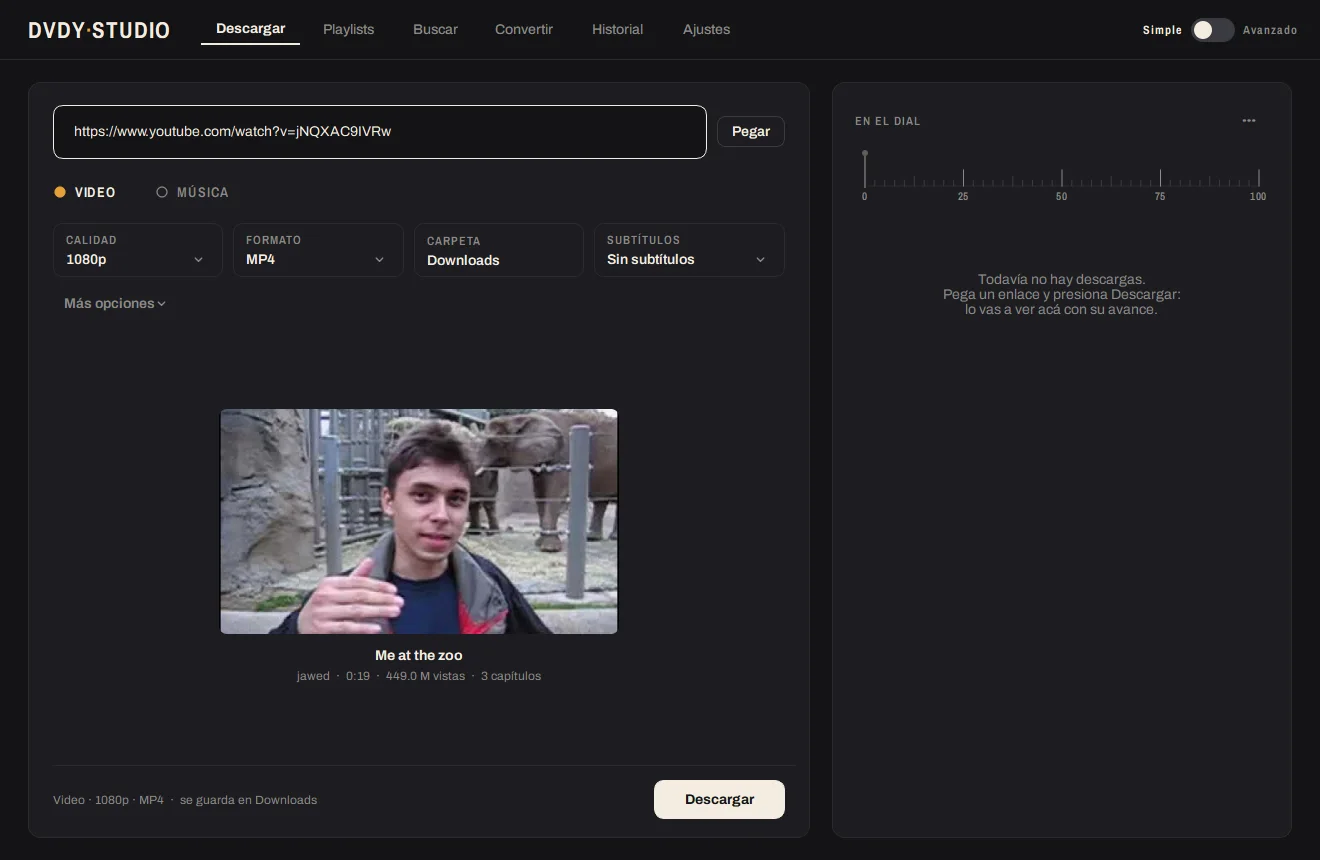 DVDY·STUDIO
Descargar
Playlists
Buscar
Convertir
Historial
Ajustes
Simple
Avanzado
https://www.youtube.com/watch?v=jNQXAC9IVRw
Pegar
VIDEO
MÚSICA
CALIDAD
1080p
FORMATO
MP4
CARPETA
Downloads
SUBTÍTULOS
Sin subtítulos
Más opciones
Me at the zoo
jawed · 0:19 · 449.0 M vistas · 3 capítulos
Video · 1080p · MP4 · se guarda en Downloads
Descargar
EN EL DIAL
0 25 50 75 100
Todavía no hay descargas.
Pega un enlace y presiona Descargar:
lo vas a ver acá con su avance.